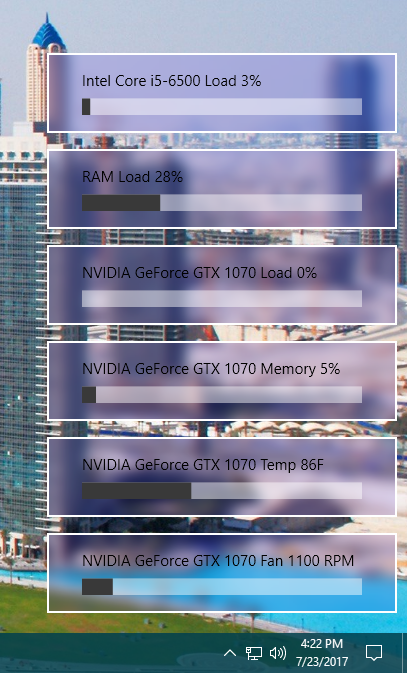 Intel Core i5-6500 Load 3%
RAM Load 28%
NVIDIA GeForce GTX 1070 Load 0%
NVIDIA GeForce GTX 1070 Memory 5%
NVIDIA GeForce GTX 1070 Temp 86F
NVIDIA GeForce GTX 1070 Fan 1100 RPM
4:22 PM
7/23/2017